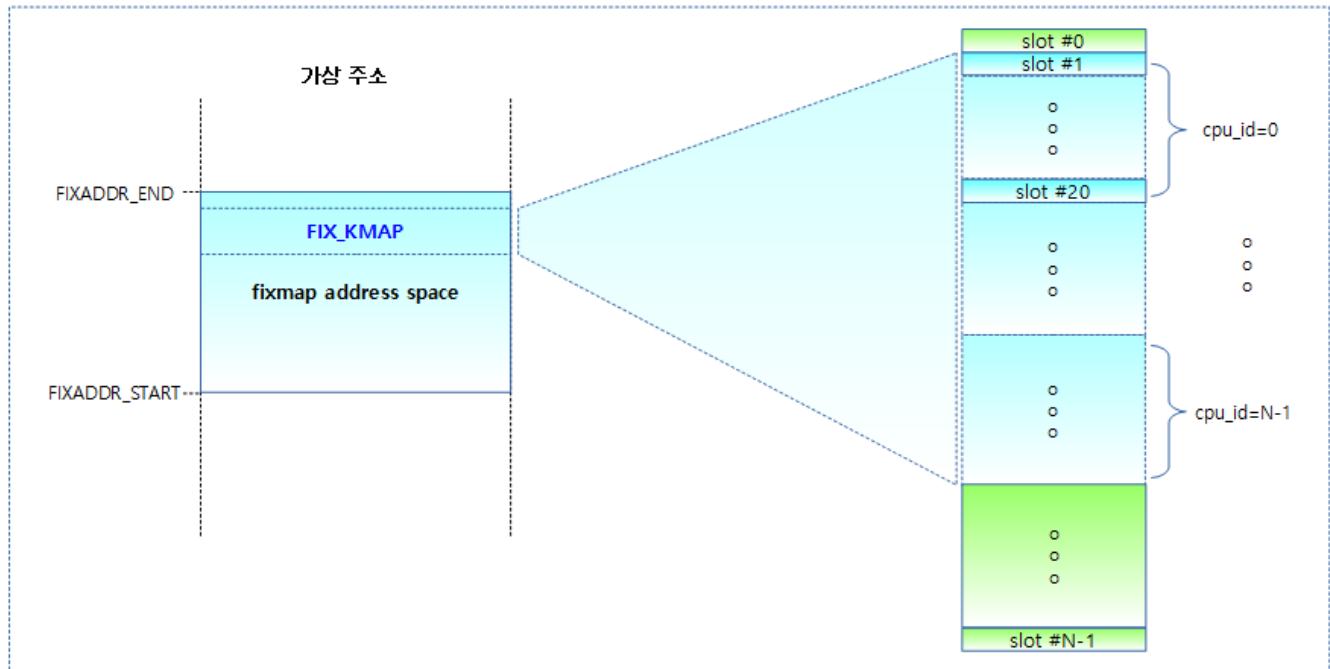 가상 주소
FIXADDR_END
FIX_KMAP
fixmap address space
FIXADDR_START
slot #0
slot #1
cpu_id=0
slot #20
cpu_id=N-1
slot #N-1